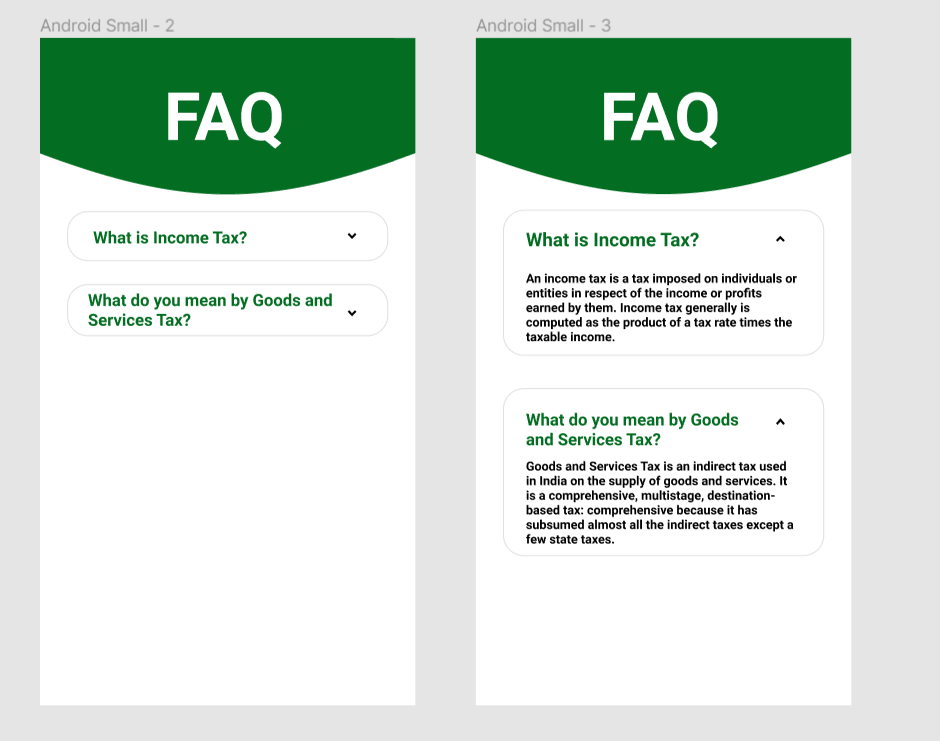 Android Small - 2
FAQ
What is Income Tax?
What do you mean by Goods and
Services Tax?
Android Small - 3
FAQ
What is Income Tax?
An income tax is a tax imposed on individuals or
entities in respect of the income or profits
earned by them. Income tax generally is
computed as the product of a tax rate times the
taxable income.
What do you mean by Goods
and Services Tax?
Goods and Services Tax is an indirect tax used
in India on the supply of goods and services. It
is a comprehensive, multistage, destination-
based tax: comprehensive because it has
subsumed almost all the indirect taxes except a
few state taxes.